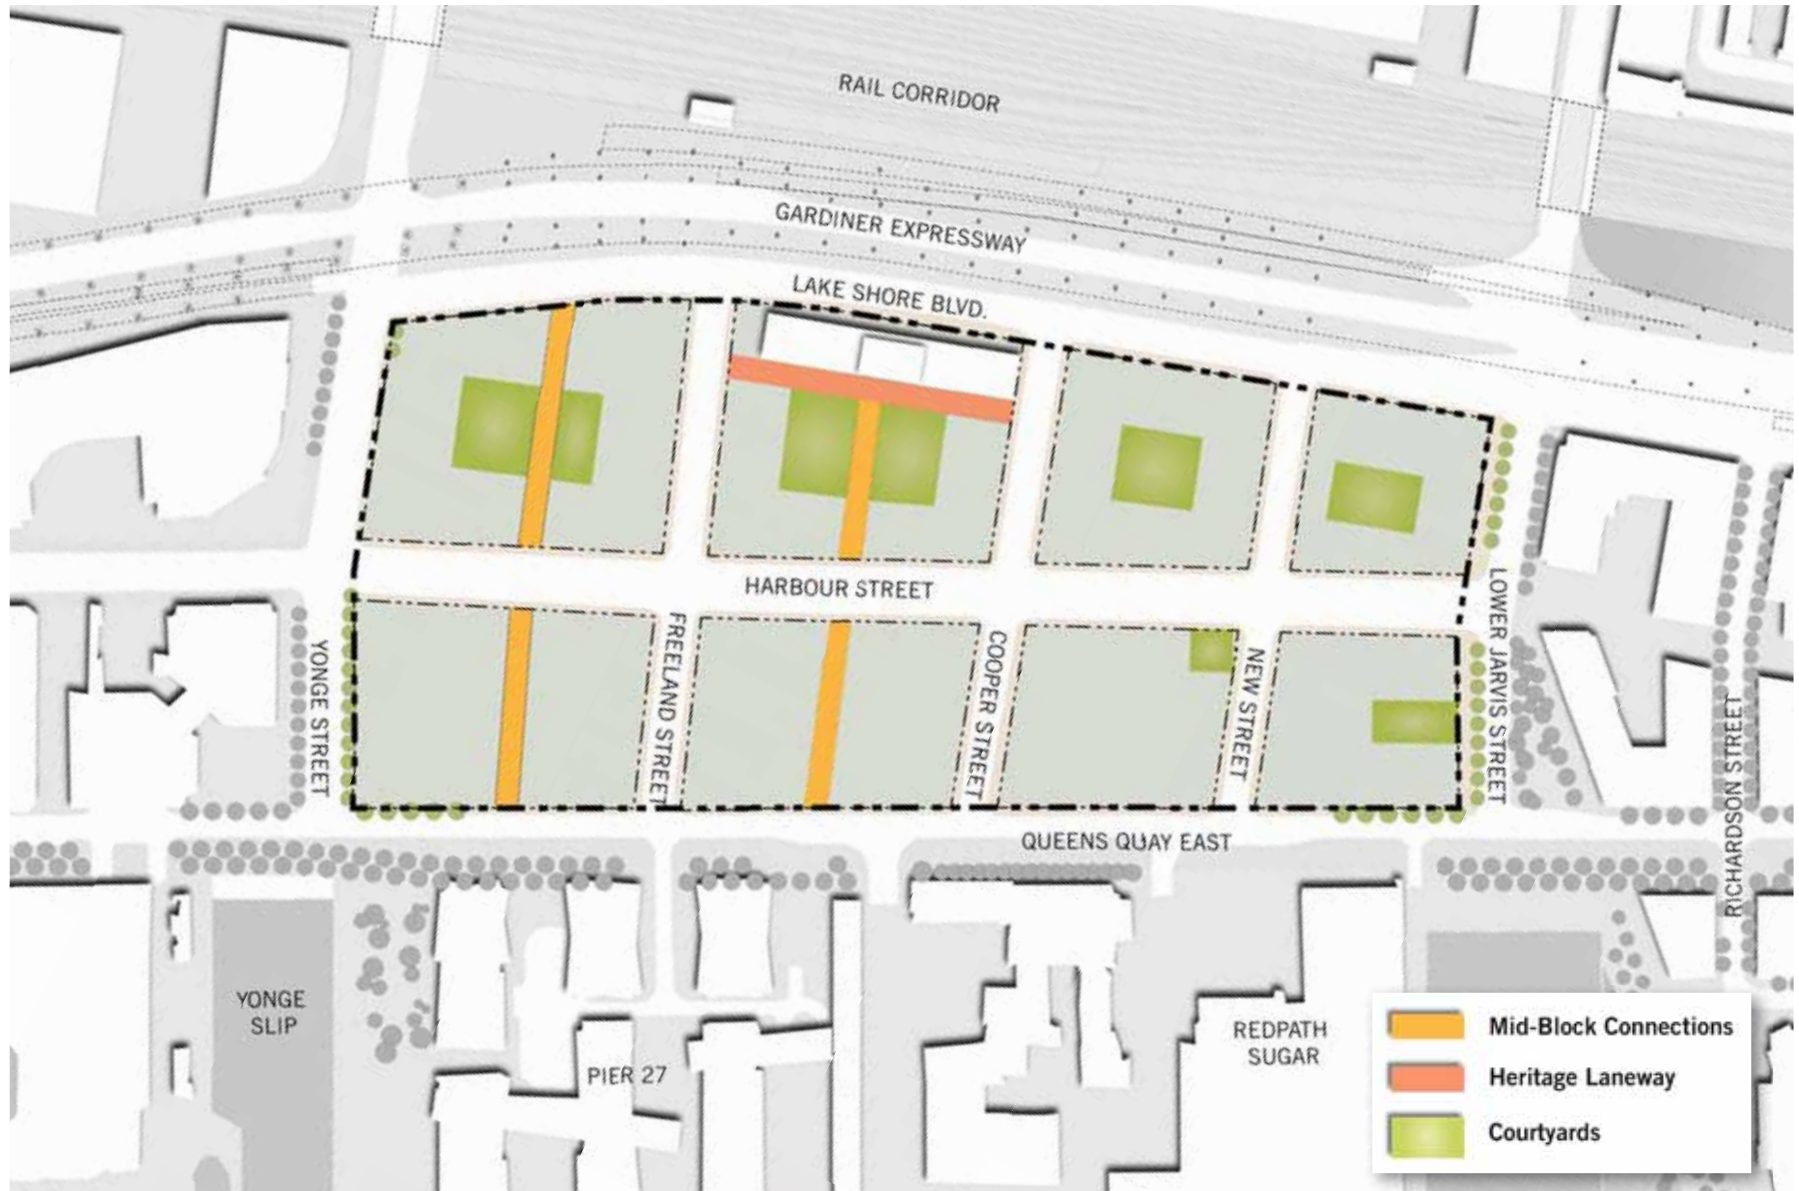 RAIL CORRIDOR
GARDINER EXPRESSWAY
LAKE SHORE BLVD.
HARBOUR STREET
YONGE STREET
FREELAND STREET
COOPER STREET
NEW STREET
LOWER JARVIS STREET
RICHARDSON STREET
QUEENS QUAY EAST
YONGE
SLIP
PIER 27
REDPATH
SUGAR
Mid-Block Connections
Heritage Laneway
Courtyards